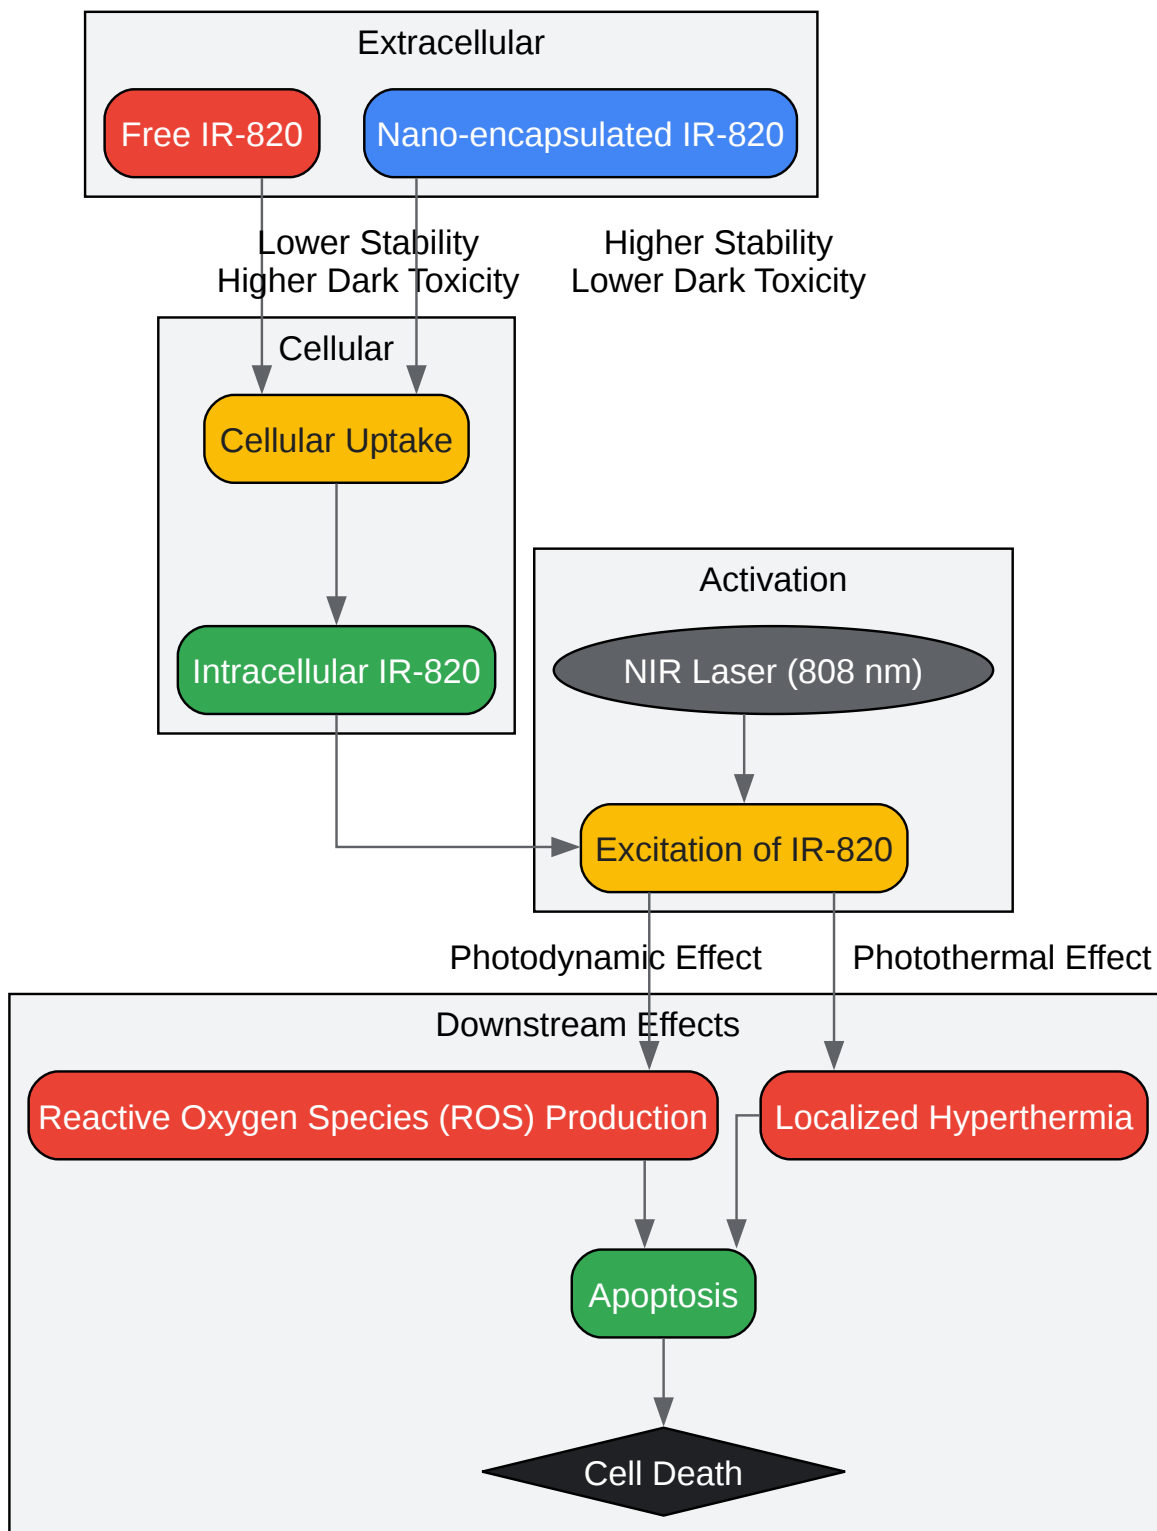 Extracellular
Free IR-820
Nano-encapsulated IR-820
Lower Stability
Higher Dark Toxicity
Higher Stability
Lower Dark Toxicity
Cellular
Cellular Uptake
Activation
Intracellular IR-820
NIR Laser (808 nm)
Excitation of IR-820
Photodynamic Effect
Photothermal Effect
Downstream Effects
Reactive Oxygen Species (ROS) Production
Localized Hyperthermia
Apoptosis
Cell Death